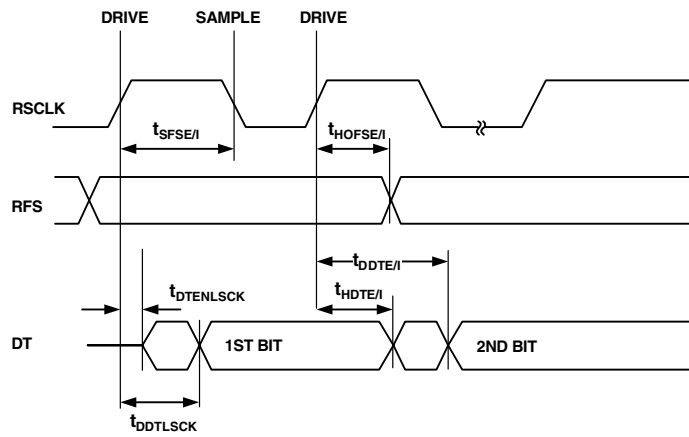 DRIVE SAMPLE DRIVE
RSCLK
tSFSE/I tHOFSE/I
RFS
tDDTE/I
tDTENLSCK tHDTE/I
DT 1ST BIT 2ND BIT
tDDTLSCK